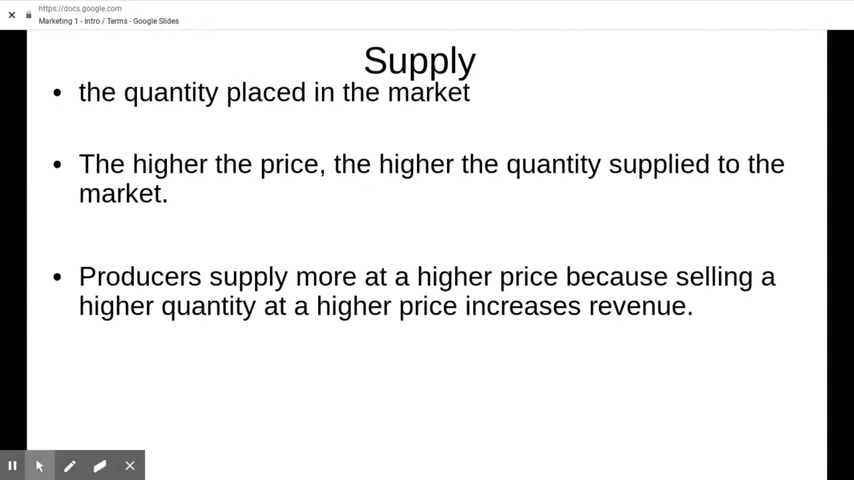 https://docs.google.com
Marketing 1 - Intro / Terms - Google Slides
Supply
• the quantity placed in the market
• The higher the price, the higher the quantity supplied to the
market.
• Producers supply more at a higher price because selling a
higher quantity at a higher price increases revenue.